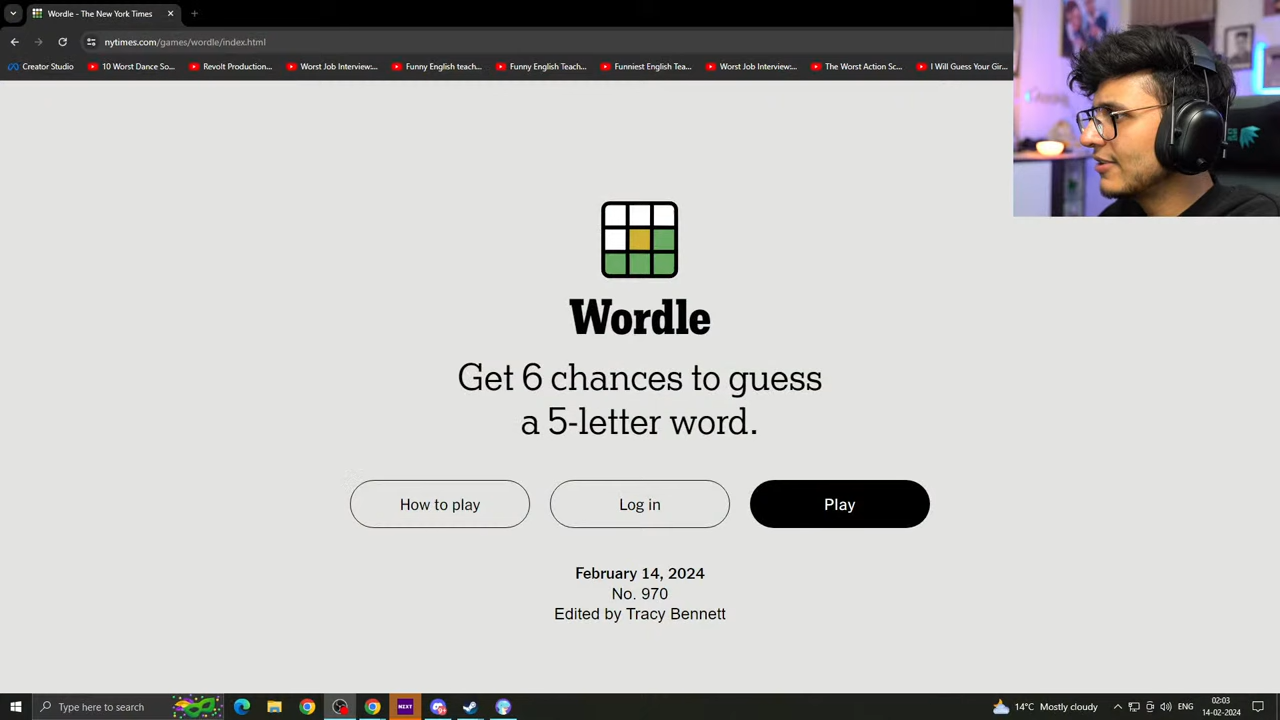 Wordle - The New York Times
nytimes.com/games/wordle/index.html
Creator Studio
10 Worst Dance So...
Revolt Production...
Worst Job Interview:...
Funny English teach...
Funny English Teach...
Funniest English Tea...
Worst Job Interview:...
The Worst Action Sc...
I Will Guess Your Gir...
Wordle
Get 6 chances to guess
a 5-letter word.
How to play
Log in
Play
February 14, 2024
No. 970
Edited by Tracy Bennett
Type here to search
NIXT
14°C Mostly cloudy
ENG
02:03
14-02-2024